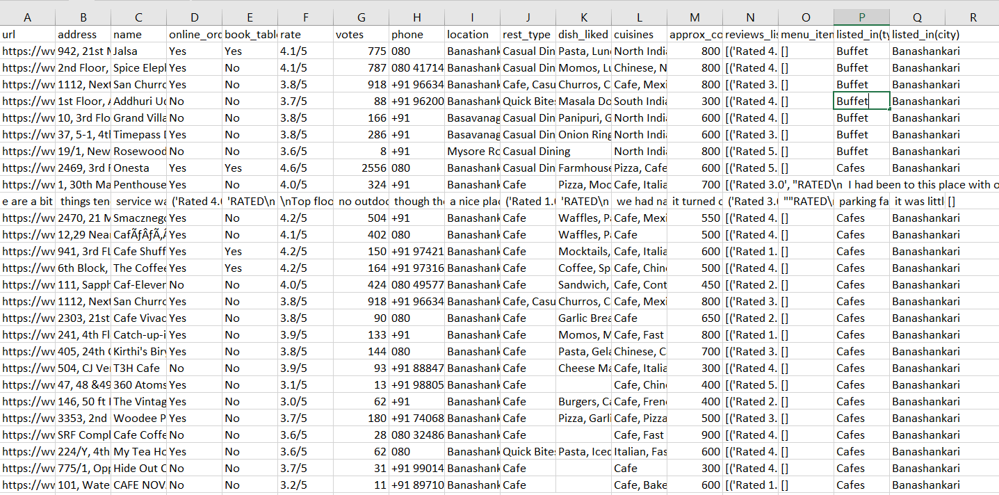 A B C D E F G H I J K L M N O P Q R
url address name online_ord book_table rate votes phone location rest_type dish_liked cuisines approx_co reviews_lis menu_item listed_in(ty listed_in(city)
https://wv 942, 21st M Jalsa Yes Yes 4.1/5 775 080 Banashank Casual Din Pasta, Lun North India 800 [('Rated 4. [] Buffet Banashankari
https://wv 2nd Floor, Spice Eleph Yes No 4.1/5 787 080 41714 Banashank Casual Din Momos, Lu Chinese, N 800 [('Rated 4. [] Buffet Banashankari
https://wv 1112, Next San Churro Yes No 3.8/5 918 +91 96634 Banashank Cafe, Casu Churros, C Cafe, Mexi 800 [('Rated 3. [] Buffet Banashankari
https://wv 1st Floor, A Addhuri Ud No No 3.7/5 88 +91 96200 Banashank Quick Bites Masala Do South India 300 [('Rated 4. [] Buffet Banashankari
https://wv 10, 3rd Flo Grand Villa No No 3.8/5 166 +91 Basavanag Casual Din Panipuri, G North India 600 [('Rated 4. [] Buffet Banashankari
https://wv 37, 5-1, 4th Timepass D Yes No 3.8/5 286 +91 Basavanag Casual Din Onion Ring North India 600 [('Rated 3. [] Buffet Banashankari
https://wv 19/1, New Rosewood No No 3.6/5 8 +91 Mysore Ro Casual Dining North India 800 [('Rated 5. [] Buffet Banashankari
https://wv 2469, 3rd F Onesta Yes Yes 4.6/5 2556 080 Banashank Casual Din Farmhouse Pizza, Cafe 600 [('Rated 5. [] Cafes Banashankari
https://wv 1, 30th Ma Penthouse Yes No 4.0/5 324 +91 Banashank Cafe Pizza, Moc Cafe, Italia 700 [('Rated 3.0', "RATED\n I had been to this place with o
e are a bit things ten service wa ('Rated 4.0 'RATED\n \nTop floo no outdoo though the a nice plac ('Rated 1.0 'RATED\n we had na it turned o ('Rated 3.0 ""RATED\n parking fa it was littl []
https://wv 2470, 21 M Smacznego Yes No 4.2/5 504 +91 Banashank Cafe Waffles, Pa Cafe, Mexi 550 [('Rated 4. [] Cafes Banashankari
https://wv 12,29 Near CafÃƒÂƒÃ‚Â Yes No 4.1/5 402 080 Banashank Cafe Waffles, Pa Cafe 500 [('Rated 4. [] Cafes Banashankari
https://wv 941, 3rd FL Cafe Shuff Yes Yes 4.2/5 150 +91 97421 Banashank Cafe Mocktails, Cafe, Italia 600 [('Rated 1. [] Cafes Banashankari
https://wv 6th Block, The Coffee Yes Yes 4.2/5 164 +91 97316 Banashank Cafe Coffee, Sp Cafe, Chin 500 [('Rated 4. [] Cafes Banashankari
https://wv 111, Sapph Caf-Eleven No No 4.0/5 424 080 49577 Banashank Cafe Sandwich, Cafe, Cont 450 [('Rated 2. [] Cafes Banashankari
https://wv 1112, Next San Churro Yes No 3.8/5 918 +91 96634 Banashank Cafe, Casu Churros, C Cafe, Mexi 800 [('Rated 3. [] Cafes Banashankari
https://wv 2303, 21st Cafe Vivac Yes No 3.8/5 90 080 Banashank Cafe Garlic Brea Cafe 650 [('Rated 2. [] Cafes Banashankari
https://wv 241, 4th Fl Catch-up-i Yes No 3.9/5 133 +91 Banashank Cafe Momos, M Cafe, Fast 800 [('Rated 1. [] Cafes Banashankari
https://wv 405, 24th C Kirthi's Biry Yes No 3.8/5 144 080 Banashank Cafe Pasta, Gela Chinese, C 700 [('Rated 3. [] Cafes Banashankari
https://wv 504, CJ Ver T3H Cafe No No 3.9/5 93 +91 88847 Banashank Cafe Cheese Ma Cafe, Italia 300 [('Rated 4. [] Cafes Banashankari
https://wv 47, 48 &49 360 Atoms Yes No 3.1/5 13 +91 98805 Banashank Cafe Cafe, Chin 400 [('Rated 5. [] Cafes Banashankari
https://wv 146, 50 ft R The Vintag Yes No 3.0/5 62 +91 Banashank Cafe Burgers, Ca Cafe, Fren 400 [('Rated 2. [] Cafes Banashankari
https://wv 3353, 2nd Woodee P Yes No 3.7/5 180 +91 74068 Banashank Cafe Pizza, Garli Cafe, Pizza 500 [('Rated 3. [] Cafes Banashankari
https://wv SRF Compl Cafe Coffe No No 3.6/5 28 080 32486 Banashank Cafe Cafe, Fast 900 [('Rated 4. [] Cafes Banashankari
https://wv 224/Y, 4th My Tea Ho Yes No 3.6/5 62 080 Banashank Quick Bites Pasta, Iced Italian, Fas 600 [('Rated 4. [] Cafes Banashankari
https://wv 775/1, Opp Hide Out C No No 3.7/5 31 +91 99014 Banashank Cafe Cafe 300 [('Rated 4. [] Cafes Banashankari
https://wv 101, Wate CAFE NOV No No 3.2/5 11 +91 89710 Banashank Cafe Cafe, Bake 600 [('Rated 1. [] Cafes Banashankari